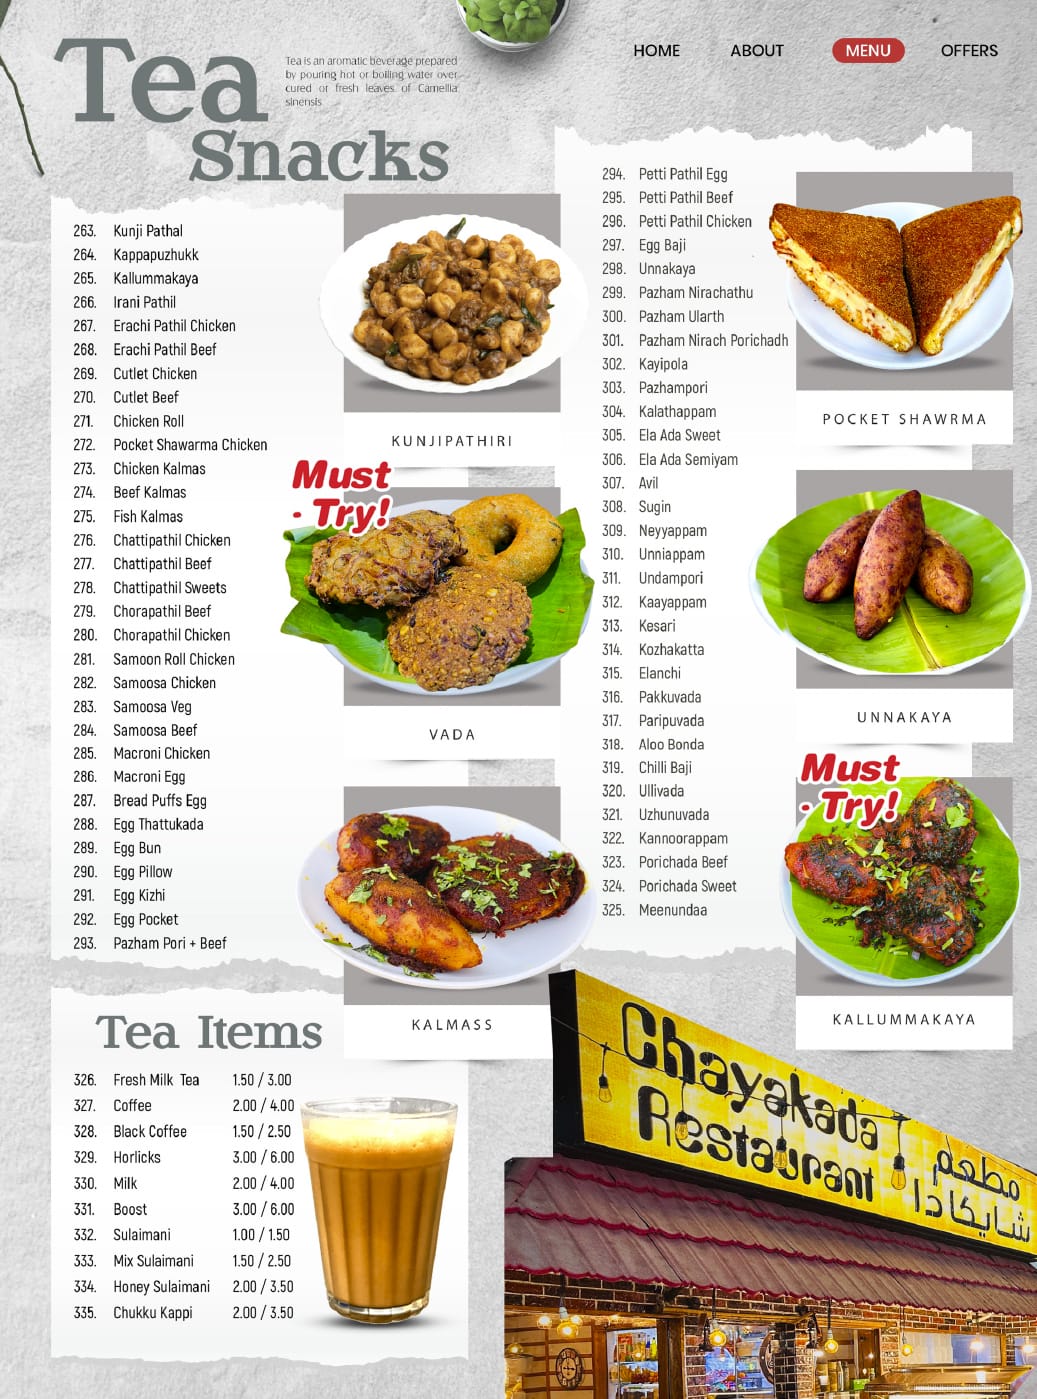 HOME
ABOUT
MENU
OFFERS
Tea
Snacks
Tea is an aromatic beverage prepared
by pouring hot or boiling water over
cured or fresh leaves of Camellia
sinensis
263. Kunji Pathal
264. Kappapuzhukk
265. Kallummakaya
266. Irani Pathil
267. Erachi Pathil Chicken
268. Erachi Pathil Beef
269. Cutlet Chicken
270. Cutlet Beef
271. Chicken Roll
272. Pocket Shawarma Chicken
273. Chicken Kalmas
274. Beef Kalmas
275. Fish Kalmas
276. Chattipathil Chicken
277. Chattipathil Beef
278. Chattipathil Sweets
279. Chorapathil Beef
280. Chorapathil Chicken
281. Samoon Roll Chicken
282. Samoosa Chicken
283. Samoosa Veg
284. Samoosa Beef
285. Macroni Chicken
286. Macroni Egg
287. Bread Puffs Egg
288. Egg Thattukada
289. Egg Bun
290. Egg Pillow
291. Egg Kizhi
292. Egg Pocket
293. Pazham Pori + Beef
KUNJIPATHIRI
Must
Try!
VADA
KALMASS
294. Petti Pathil Egg
295. Petti Pathil Beef
296. Petti Pathil Chicken
297. Egg Baji
298. Unnakaya
299. Pazham Nirachathu
300. Pazham Ularth
301. Pazham Nirach Porichadh
302. Kayipola
303. Pazhampori
304. Kalathappam
305. Ela Ada Sweet
306. Ela Ada Semiyam
307. Avil
308. Sugin
309. Neyyappam
310. Unniappam
311. Undampori
312. Kaayappam
313. Kesari
314. Kozhakatta
315. Elanchi
316. Pakkuvada
317. Paripuvada
318. Aloo Bonda
319. Chilli Baji
320. Ullivada
321. Uzhunuvada
322. Kannoorappam
323. Porichada Beef
324. Porichada Sweet
325. Meenundaa
POCKET SHAWRMA
UNNAKAYA
Must
Try!
KALLUMMAKAYA
Tea Items
326. Fresh Milk Tea 1.50 / 3.00
327. Coffee 2.00 / 4.00
328. Black Coffee 1.50 / 2.50
329. Horlicks 3.00 / 6.00
330. Milk 2.00 / 4.00
331. Boost 3.00 / 6.00
332. Sulaimani 1.00 / 1.50
333. Mix Sulaimani 1.50 / 2.50
334. Honey Sulaimani 2.00 / 3.50
335. Chukku Kappi 2.00 / 3.50
Chayakada
Restaurant
مطعم
شايكادا